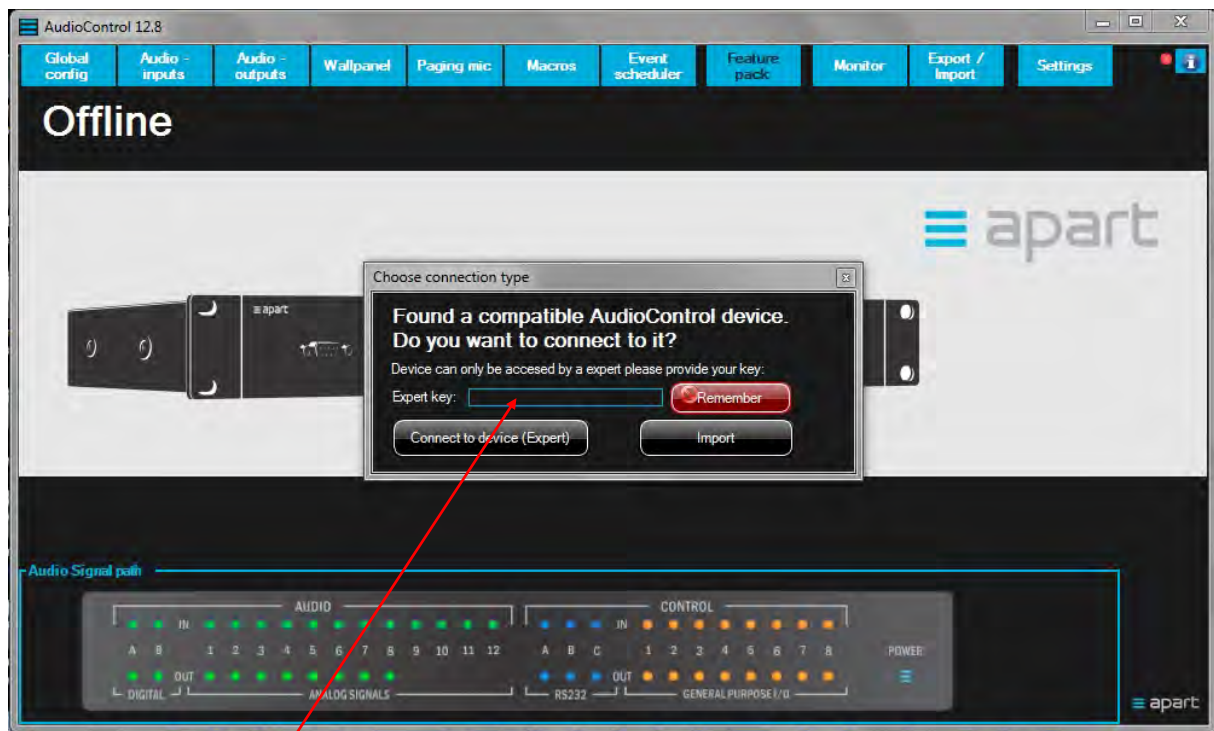 AudioControl 12.8
Global config
Audio - inputs
Audio - outputs
Wallpanel
Paging mic
Macros
Event scheduler
Feature pack
Monitor
Export / Import
Settings
i
Offline
apart
apart
Choose connection type
Found a compatible AudioControl device.
Do you want to connect to it?
Device can only be accesed by a expert please provide your key:
Expert key:
Remember
Connect to device (Expert)
Import
Audio Signal path
AUDIO
CONTROL
IN
IN
A B 1 2 3 4 5 6 7 8 9 10 11 12 A B C 1 2 3 4 5 6 7 8 POWER
OUT
OUT
DIGITAL
ANALOG SIGNALS
RS232
GENERAL PURPOSE I/O
apart